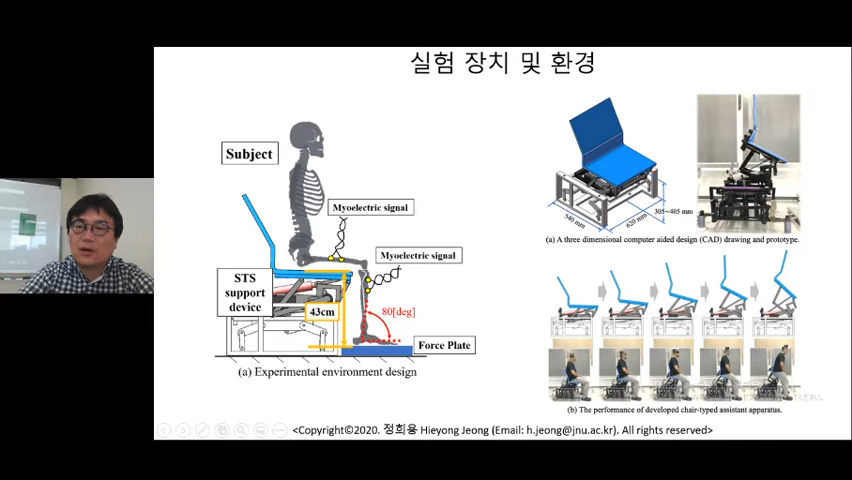 실험 장치 및 환경
Subject
Myoelectric signal
Myoelectric signal
STS
support
device
43cm
80[deg]
Force Plate
(a) Experimental environment design
540 mm
620 mm
305~405 mm
(a) A three dimensional computer aided design (CAD) drawing and prototype.
(b) The performance of developed chair-typed assistant apparatus.
<Copyright©2020. 정희용 Hieyong Jeong (Email: h.jeong@jnu.ac.kr). All rights reserved>